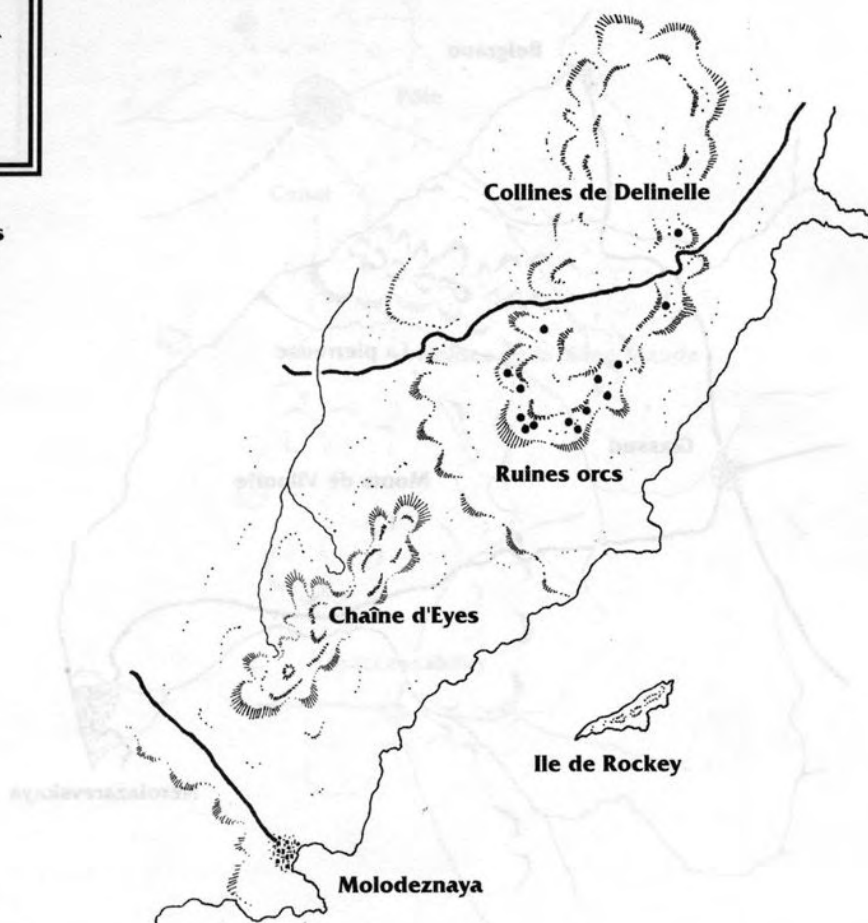 s
Collines de Delinelle
Ruines orcs
Chaîne d'Eyes
Ile de Rockey
Molodeznaya